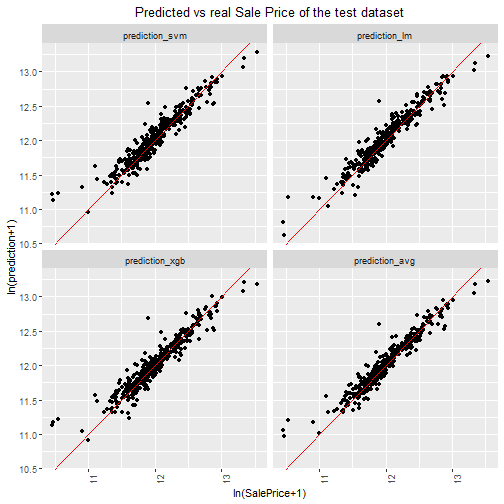 Predicted vs real Sale Price of the test dataset
prediction_svm
prediction_lm
13.0
12.5
12.0
11.5
11.0
10.5
prediction_xgb
prediction_avg
13.0
12.5
12.0
11.5
11.0
10.5
ln(prediction+1)
11
12
13
11
12
13
ln(SalePrice+1)